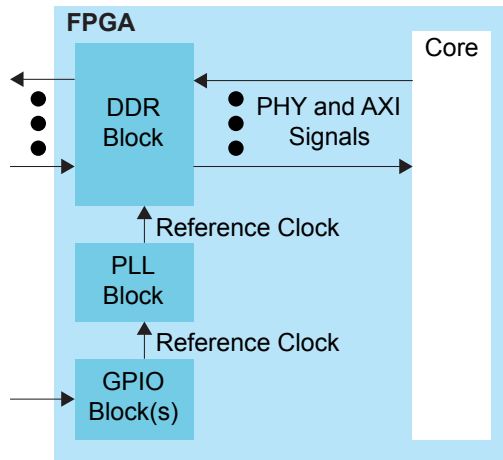 FPGA
Core
DDR
Block
PHY and AXI
Signals
Reference Clock
PLL
Block
Reference Clock
GPIO
Block(s)